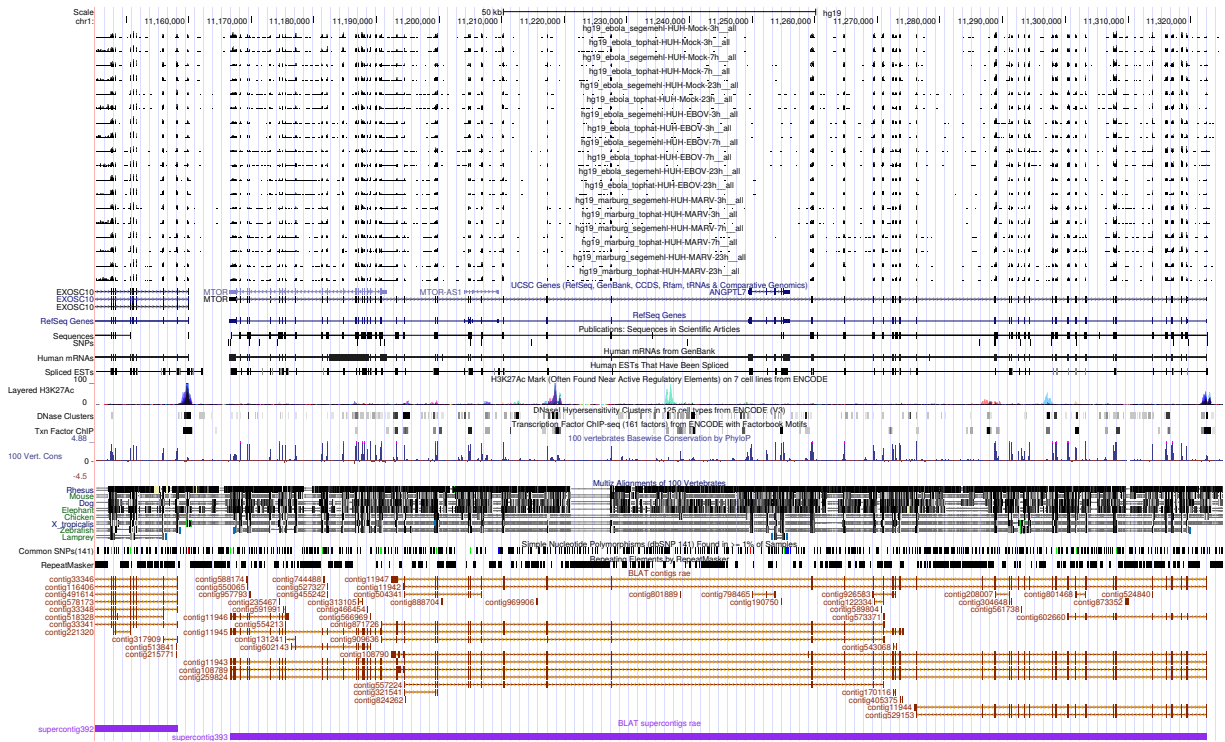 Scale 50 kb hg19
chr1: 11,160,000 11,170,000 11,180,000 11,190,000 11,200,000 11,210,000 11,220,000 11,230,000 11,240,000 11,250,000 11,260,000 11,270,000 11,280,000 11,290,000 11,300,000 11,310,000 11,320,000
hg19_ebola_segemehl-HUH-Mock-3h__all
hg19_ebola_tophat-HUH-Mock-3h__all
hg19_ebola_segemehl-HUH-Mock-7h__all
hg19_ebola_tophat-HUH-Mock-7h__all
hg19_ebola_segemehl-HUH-Mock-23h__all
hg19_ebola_tophat-HUH-Mock-23h__all
hg19_ebola_segemehl-HUH-EBOV-3h__all
hg19_ebola_tophat-HUH-EBOV-3h__all
hg19_ebola_segemehl-HUH-EBOV-7h__all
hg19_ebola_tophat-HUH-EBOV-7h__all
hg19_ebola_segemehl-HUH-EBOV-23h__all
hg19_ebola_tophat-HUH-EBOV-23h__all
hg19_marburg_segemehl-HUH-MARV-3h__all
hg19_marburg_tophat-HUH-MARV-3h__all
hg19_marburg_segemehl-HUH-MARV-7h__all
hg19_marburg_tophat-HUH-MARV-7h__all
hg19_marburg_segemehl-HUH-MARV-23h__all
hg19_marburg_tophat-HUH-MARV-23h__all
UCSC Genes (RefSeq, GenBank, CCDS, Rfam, tRNAs & Comparative Genomics)
EXOSC10 MTOR MTOR-AS1 ANGPTL7
EXOSC10 MTOR
EXOSC10
RefSeq Genes
RefSeq Genes
Publications: Sequences in Scientific Articles
Sequences
SNPs
Human mRNAs from GenBank
Human mRNAs
Human ESTs That Have Been Spliced
Spliced ESTs
H3K27Ac Mark (Often Found Near Active Regulatory Elements) on 7 cell lines from ENCODE
100
Layered H3K27Ac
0
DNaseI Hypersensitivity Clusters in 125 cell types from ENCODE (V3)
DNase Clusters
Transcription Factor ChIP-seq (161 factors) from ENCODE with Factorbook Motifs
Txn Factor ChIP
100 vertebrates Basewise Conservation by PhyloP
4.88
100 Vert. Cons
0
-4.5
Multiz Alignments of 100 Vertebrates
Rhesus
Mouse
Dog
Elephant
Chicken
X_tropicalis
Zebrafish
Lamprey
Simple Nucleotide Polymorphisms (dbSNP 141) Found in >= 1% of Samples
Common SNPs(141)
Repeating Elements by RepeatMasker
RepeatMasker
BLAT contigs rae
contig33346 contig588174 contig744488 contig11947
contig116406 contig550065 contig527327 contig11942
contig491614 contig957793 contig455242 contig504341 contig801889 contig798465 contig926583 contig208007 contig801468 contig524840
contig578173 contig235467 contig313105 contig888704 contig969906 contig190750 contig122334 contig304648 contig873352
contig33348 contig591991 contig466454 contig589804 contig561738
contig518328 contig11946 contig566969 contig573371 contig602660
contig33341 contig554213 contig871726
contig221320 contig11945
contig317909 contig131241 contig909636
contig513841 contig602143 contig543068
contig215771 contig108790
contig11943
contig108789
contig259824
contig557224
contig321541 contig170116
contig824262 contig405375
contig11944
contig529153
BLAT supercontigs rae
supercontig392
supercontig393